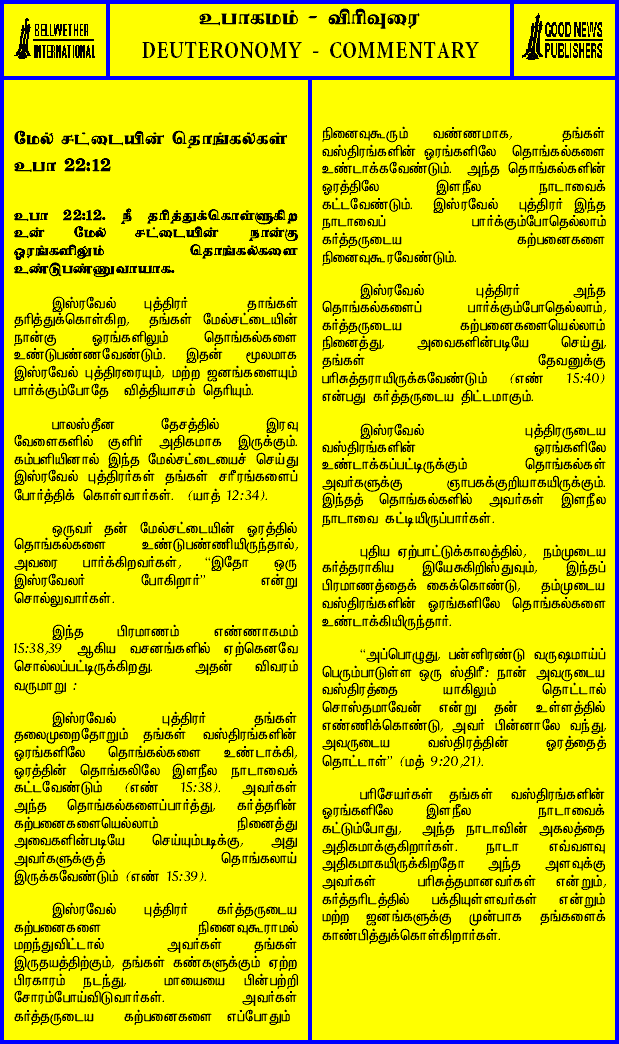 BELLWETHER
INTERNATIONAL
உபாகமம் - விரிவுரை
DEUTERONOMY - COMMENTARY
GOOD NEWS
PUBLISHERS
மேல் சட்டையின் தொங்கல்கள்
உபா 22:12
உபா 22:12. நீ தரித்துக்கொள்ளுகிற
உன் மேல் சட்டையின் நான்கு
ஓரங்களிலும் தொங்கல்களை
உண்டுபண்ணுவாயாக.
இஸ்ரவேல் புத்திரர் தாங்கள்
தரித்துக்கொள்கிற, தங்கள் மேல்சட்டையின்
நான்கு ஓரங்களிலும் தொங்கல்களை
உண்டுபண்ணவேண்டும். இதன் மூலமாக
இஸ்ரவேல் புத்திரரையும், மற்ற ஜனங்களையும்
பார்க்கும்போதே வித்தியாசம் தெரியும்.
பாலஸ்தீன தேசத்தில் இரவு
வேளைகளில் குளிர் அதிகமாக இருக்கும்.
கம்பளியினால் இந்த மேல்சட்டையைச் செய்து
இஸ்ரவேல் புத்திரர்கள் தங்கள் சரீரங்களைப்
போர்த்திக் கொள்வார்கள். (யாத் 12:34).
ஒருவர் தன் மேல்சட்டையின் ஓரத்தில்
தொங்கல்களை உண்டுபண்ணியிருந்தால்,
அவரை பார்க்கிறவர்கள், “இதோ ஒரு
இஸ்ரவேலர் போகிறார்” என்று
சொல்லுவார்கள்.
இந்த பிரமாணம் எண்ணாகமம்
15:38,39 ஆகிய வசனங்களில் ஏற்கெனவே
சொல்லப்பட்டிருக்கிறது. அதன் விவரம்
வருமாறு :
இஸ்ரவேல் புத்திரர் தங்கள்
தலைமுறைதோறும் தங்கள் வஸ்திரங்களின்
ஓரங்களிலே தொங்கல்களை உண்டாக்கி,
ஓரத்தின் தொங்கலிலே இளநீல நாடாவைக்
கட்டவேண்டும் (எண் 15:38). அவர்கள்
அந்த தொங்கல்களைப்பார்த்து, கர்த்தரின்
கற்பனைகளையெல்லாம் நினைத்து
அவைகளின்படியே செய்யும்படிக்கு, அது
அவர்களுக்குத் தொங்கலாய்
இருக்கவேண்டும் (எண் 15:39).
இஸ்ரவேல் புத்திரர் கர்த்தருடைய
கற்பனைகளை நினைவுகூராமல்
மறந்துவிட்டால் அவர்கள் தங்கள்
இருதயத்திற்கும், தங்கள் கண்களுக்கும் ஏற்ற
பிரகாரம் நடந்து, மாயையை பின்பற்றி
சோரம்போய்விடுவார்கள். அவர்கள்
கர்த்தருடைய கற்பனைகளை எப்போதும்
நினைவுகூரும் வண்ணமாக, தங்கள்
வஸ்திரங்களின் ஓரங்களிலே தொங்கல்களை
உண்டாக்கவேண்டும். அந்த தொங்கல்களின்
ஓரத்திலே இளநீல நாடாவைக்
கட்டவேண்டும். இஸ்ரவேல் புத்திரர் இந்த
நாடாவைப் பார்க்கும்போதெல்லாம்
கர்த்தருடைய கற்பனைகளை
நினைவுகூரவேண்டும்.
இஸ்ரவேல் புத்திரர் அந்த
தொங்கல்களைப் பார்க்கும்போதெல்லாம்,
கர்த்தருடைய கற்பனைகளையெல்லாம்
நினைத்து, அவைகளின்படியே செய்து,
தங்கள் தேவனுக்கு
பரிசுத்தராயிருக்கவேண்டும் (எண் 15:40)
என்பது கர்த்தருடைய திட்டமாகும்.
இஸ்ரவேல் புத்திரருடைய
வஸ்திரங்களின் ஓரங்களிலே
உண்டாக்கப்பட்டிருக்கும் தொங்கல்கள்
அவர்களுக்கு ஞாபகக்குறியாகயிருக்கும்.
இந்தத் தொங்கல்களில் அவர்கள் இளநீல
நாடாவை கட்டியிருப்பார்கள்.
புதிய ஏற்பாட்டுக்காலத்தில், நம்முடைய
கர்த்தராகிய இயேசுகிறிஸ்துவும், இந்தப்
பிரமாணத்தைக் கைக்கொண்டு, தம்முடைய
வஸ்திரங்களின் ஓரங்களிலே தொங்கல்களை
உண்டாக்கியிருந்தார்.
“அப்பொழுது, பன்னிரண்டு வருஷமாய்ப்
பெரும்பாடுள்ள ஒரு ஸ்திரீ: நான் அவருடைய
வஸ்திரத்தை யாகிலும் தொட்டால்
சொஸ்தமாவேன் என்று தன் உள்ளத்தில்
எண்ணிக்கொண்டு, அவர் பின்னாலே வந்து,
அவருடைய வஸ்திரத்தின் ஓரத்தைத்
தொட்டாள்” (மத் 9:20,21).
பரிசேயர்கள் தங்கள் வஸ்திரங்களின்
ஓரங்களிலே இளநீல நாடாவைக்
கட்டும்போது, அந்த நாடாவின் அகலத்தை
அதிகமாக்குகிறார்கள். நாடா எவ்வளவு
அதிகமாகயிருக்கிறதோ அந்த அளவுக்கு
அவர்கள் பரிசுத்தமானவர்கள் என்றும்,
கர்த்தரிடத்தில் பக்தியுள்ளவர்கள் என்றும்
மற்ற ஜனங்களுக்கு முன்பாக தங்களைக்
காண்பித்துக்கொள்கிறார்கள்.